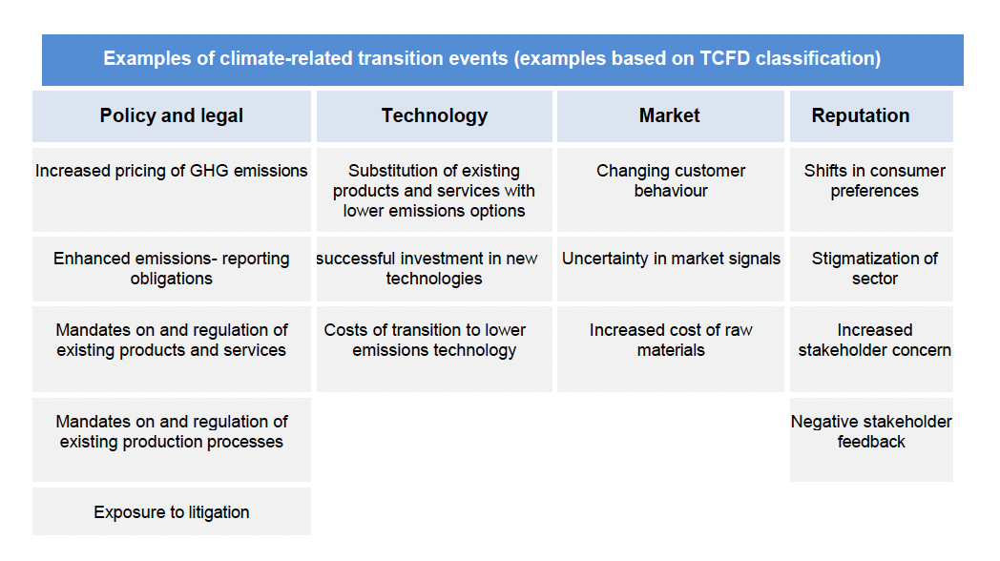 Examples of climate-related transition events (examples based on TCFD classification)
Policy and legal
Technology
Market
Reputation
Increased pricing of GHG emissions
Substitution of existing
products and services with
lower emissions options
Changing customer
behaviour
Shifts in consumer
preferences
Enhanced emissions- reporting
obligations
successful investment in new
technologies
Uncertainty in market signals
Stigmatization of
sector
Mandates on and regulation of
existing products and services
Costs of transition to lower
emissions technology
Increased cost of raw
materials
Increased
stakeholder concern
Mandates on and regulation of
existing production processes
Negative stakeholder
feedback
Exposure to litigation